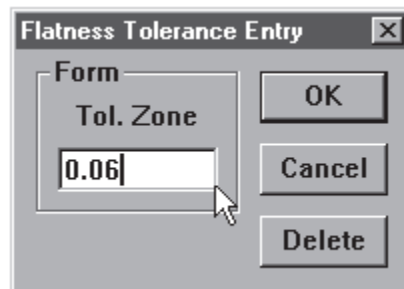 Flatness Tolerance Entry
Form
Tol. Zone
0.06
OK
Cancel
Delete